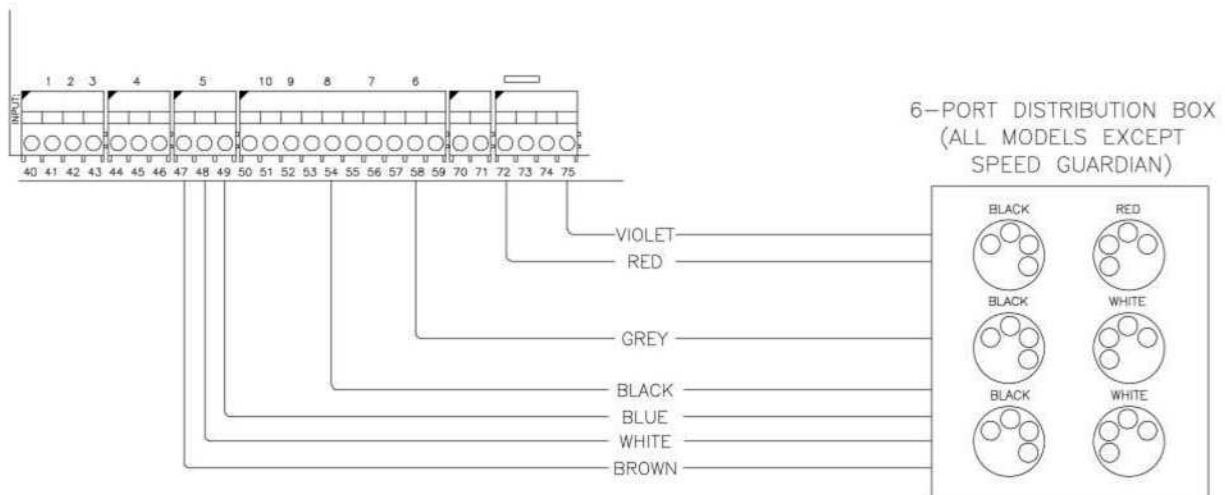 INPUT:
1 2 3 4 5 10 9 8 7 6
40 41 42 43 44 45 46 47 48 49 50 51 52 53 54 55 56 57 58 59 70 71 72 73 74 75
6-PORT DISTRIBUTION BOX
(ALL MODELS EXCEPT
SPEED GUARDIAN)
VIOLET
RED
GREY
BLACK
BLUE
WHITE
BROWN
BLACK RED
BLACK WHITE
BLACK WHITE